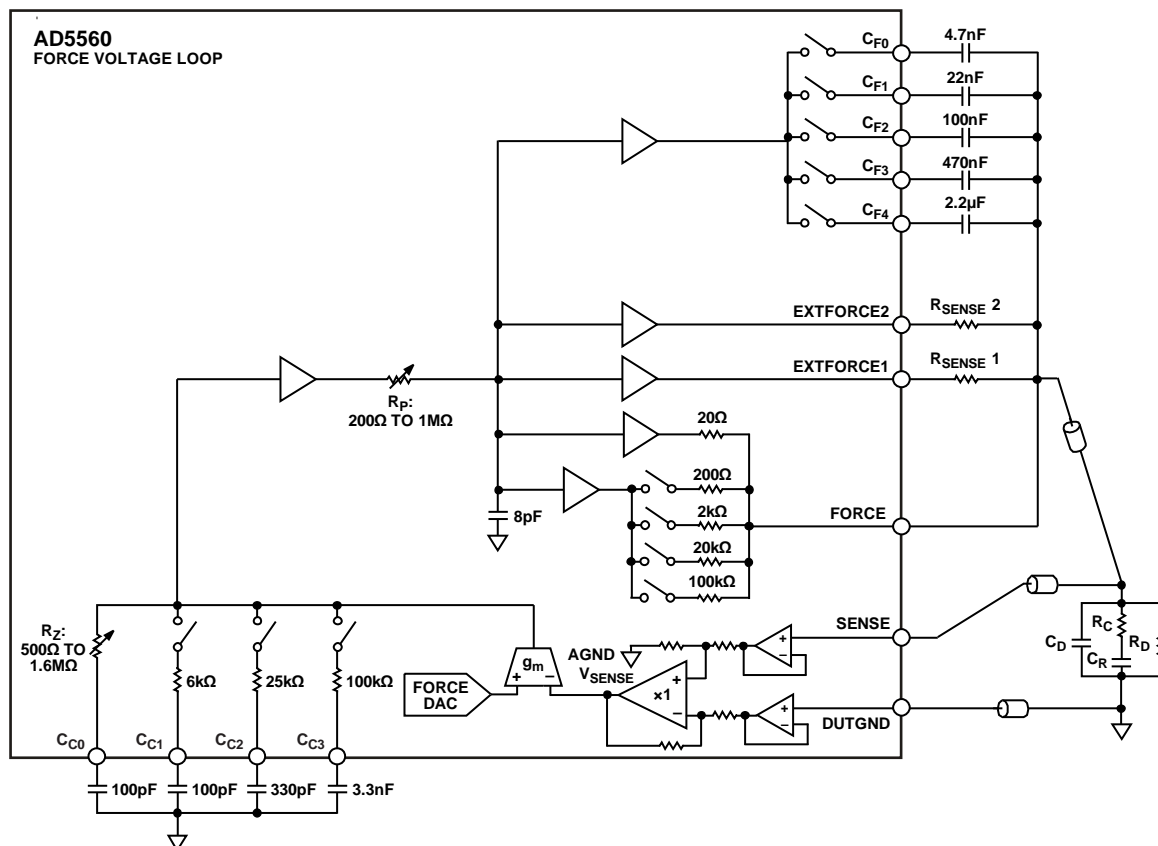 AD5560
FORCE VOLTAGE LOOP
CF0
4.7nF
CF1
22nF
CF2
100nF
CF3
470nF
CF4
2.2µF
EXTFORCE2
RSENSE 2
EXTFORCE1
RSENSE 1
RP:
200Ω TO 1MΩ
20Ω
200Ω
8pF
2kΩ
FORCE
20kΩ
100kΩ
RZ:
500Ω TO
1.6MΩ
6kΩ
25kΩ
100kΩ
gm
+ −
FORCE
DAC
AGND
VSENSE
×1
+
−
+
−
+
−
SENSE
DUTGND
CD
RC
CR
RD
CC0
CC1
CC2
CC3
100pF
100pF
330pF
3.3nF